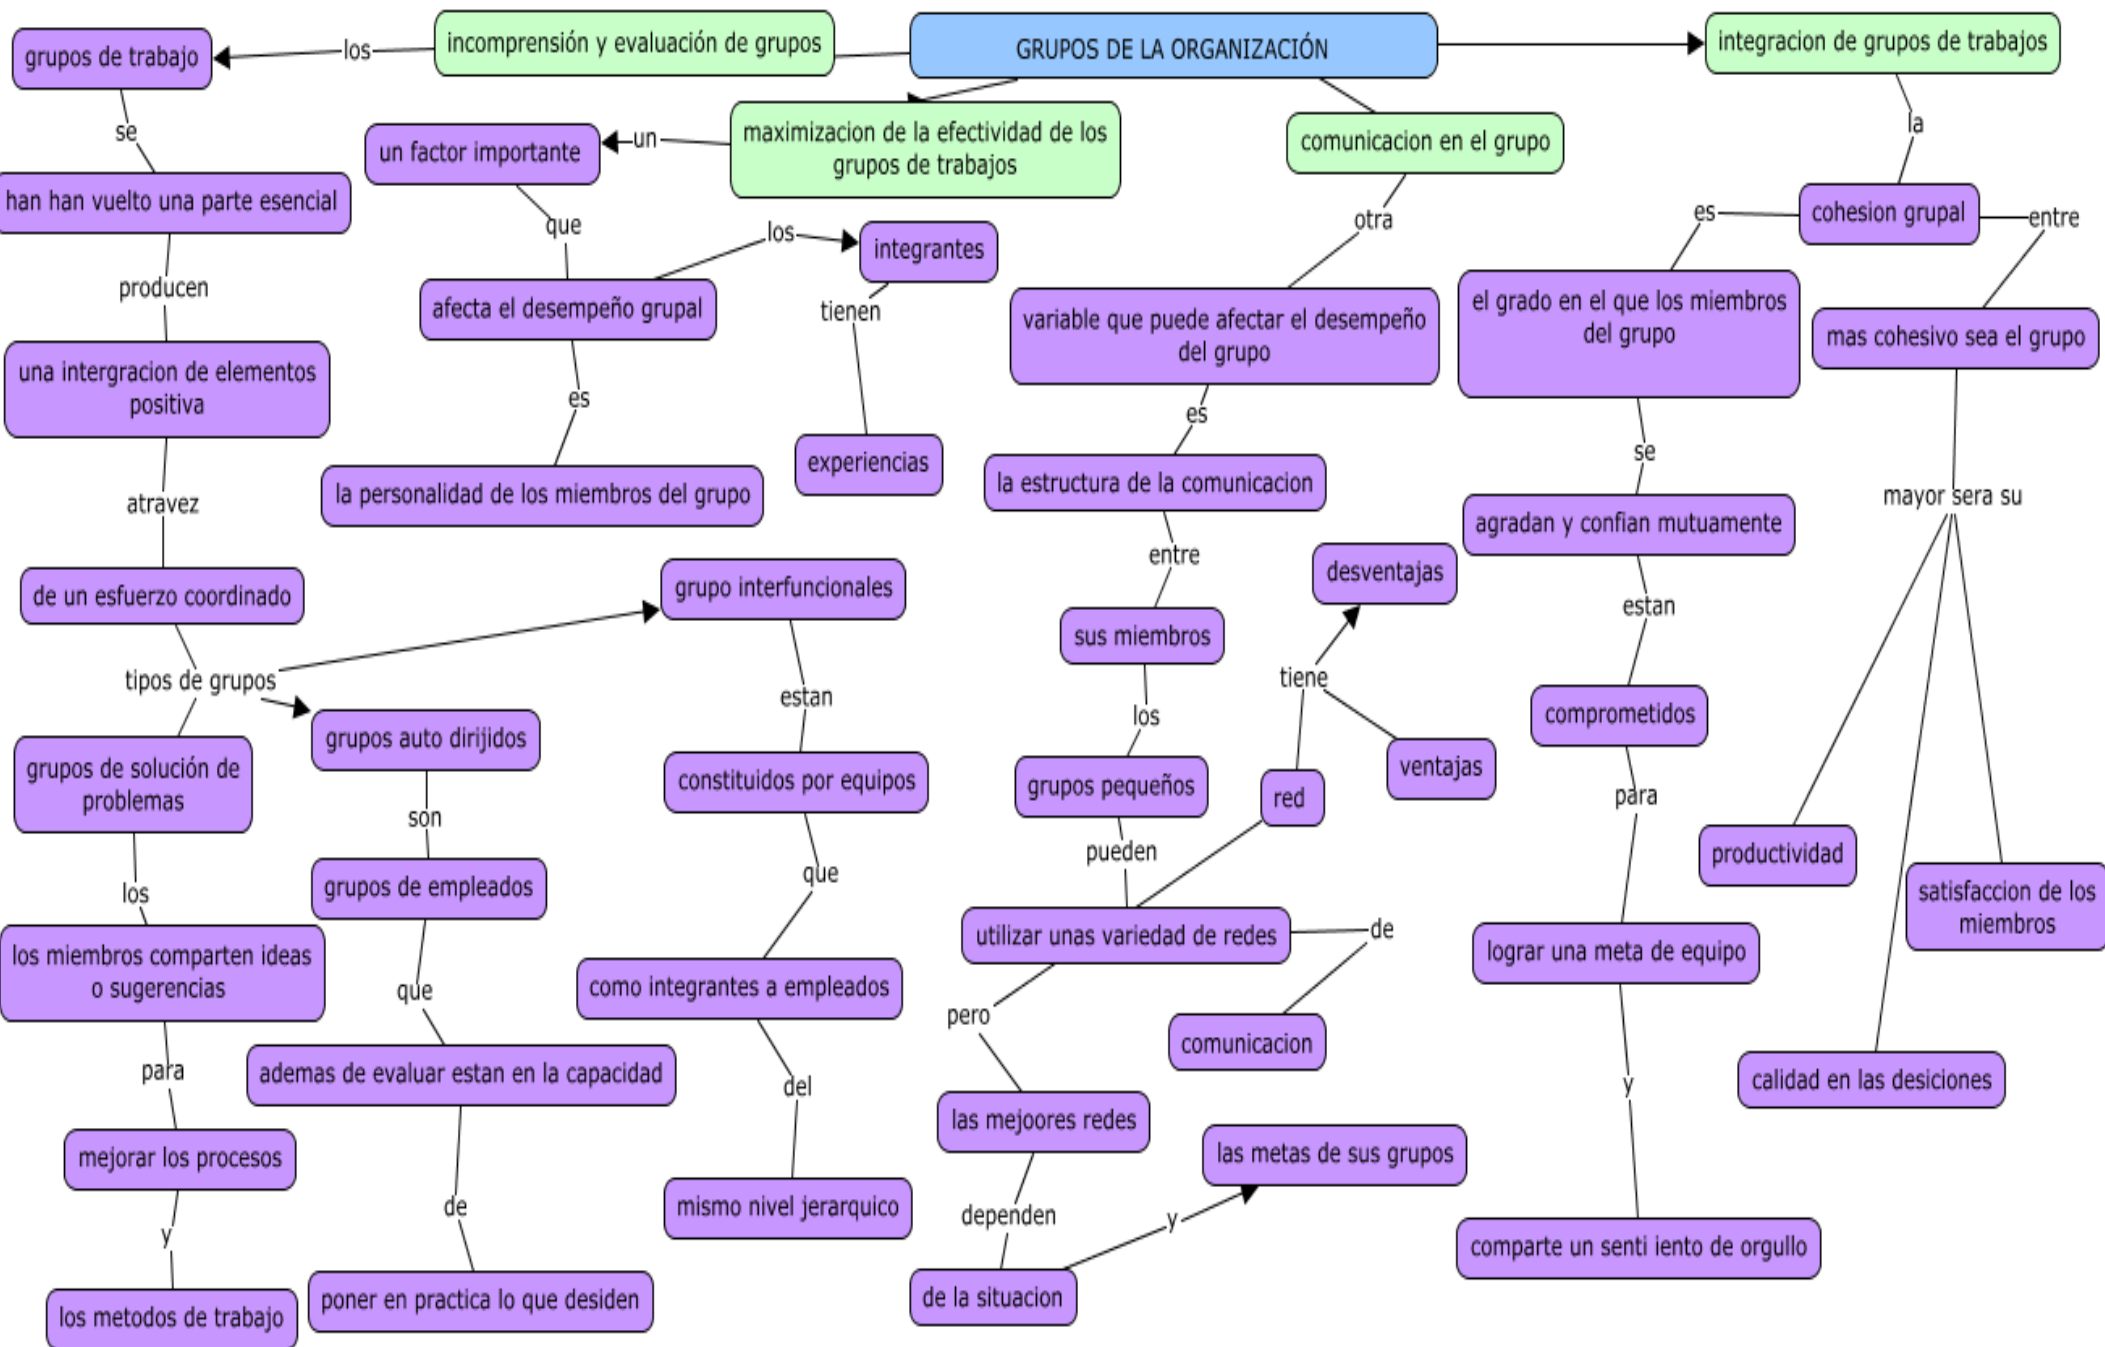 GRUPOS DE LA ORGANIZACIÓN
incomprensión y evaluación de grupos
los
grupos de trabajo
se
han han vuelto una parte esencial
producen
una intergracion de elementos
positiva
atravez
de un esfuerzo coordinado
tipos de grupos
grupos de solución de
problemas
los
los miembros comparten ideas
o sugerencias
para
mejorar los procesos
y
los metodos de trabajo
grupos auto dirijidos
son
grupos de empleados
que
ademas de evaluar estan en la capacidad
de
poner en practica lo que desiden
grupo interfuncionales
estan
constituidos por equipos
que
como integrantes a empleados
del
mismo nivel jerarquico
maximizacion de la efectividad de los
grupos de trabajos
un
un factor importante
que
afecta el desempeño grupal
es
la personalidad de los miembros del grupo
los
integrantes
tienen
experiencias
comunicacion en el grupo
otra
variable que puede afectar el desempeño
del grupo
es
la estructura de la comunicacion
entre
sus miembros
los
grupos pequeños
pueden
utilizar unas variedad de redes
red
tiene
desventajas
ventajas
de
comunicacion
pero
las mejoores redes
dependen
de la situacion
y
las metas de sus grupos
integracion de grupos de trabajos
la
cohesion grupal
es
el grado en el que los miembros
del grupo
se
agradan y confian mutuamente
estan
comprometidos
para
lograr una meta de equipo
y
comparte un senti iento de orgullo
entre
mas cohesivo sea el grupo
mayor sera su
productividad
calidad en las desiciones
satisfaccion de los
miembros